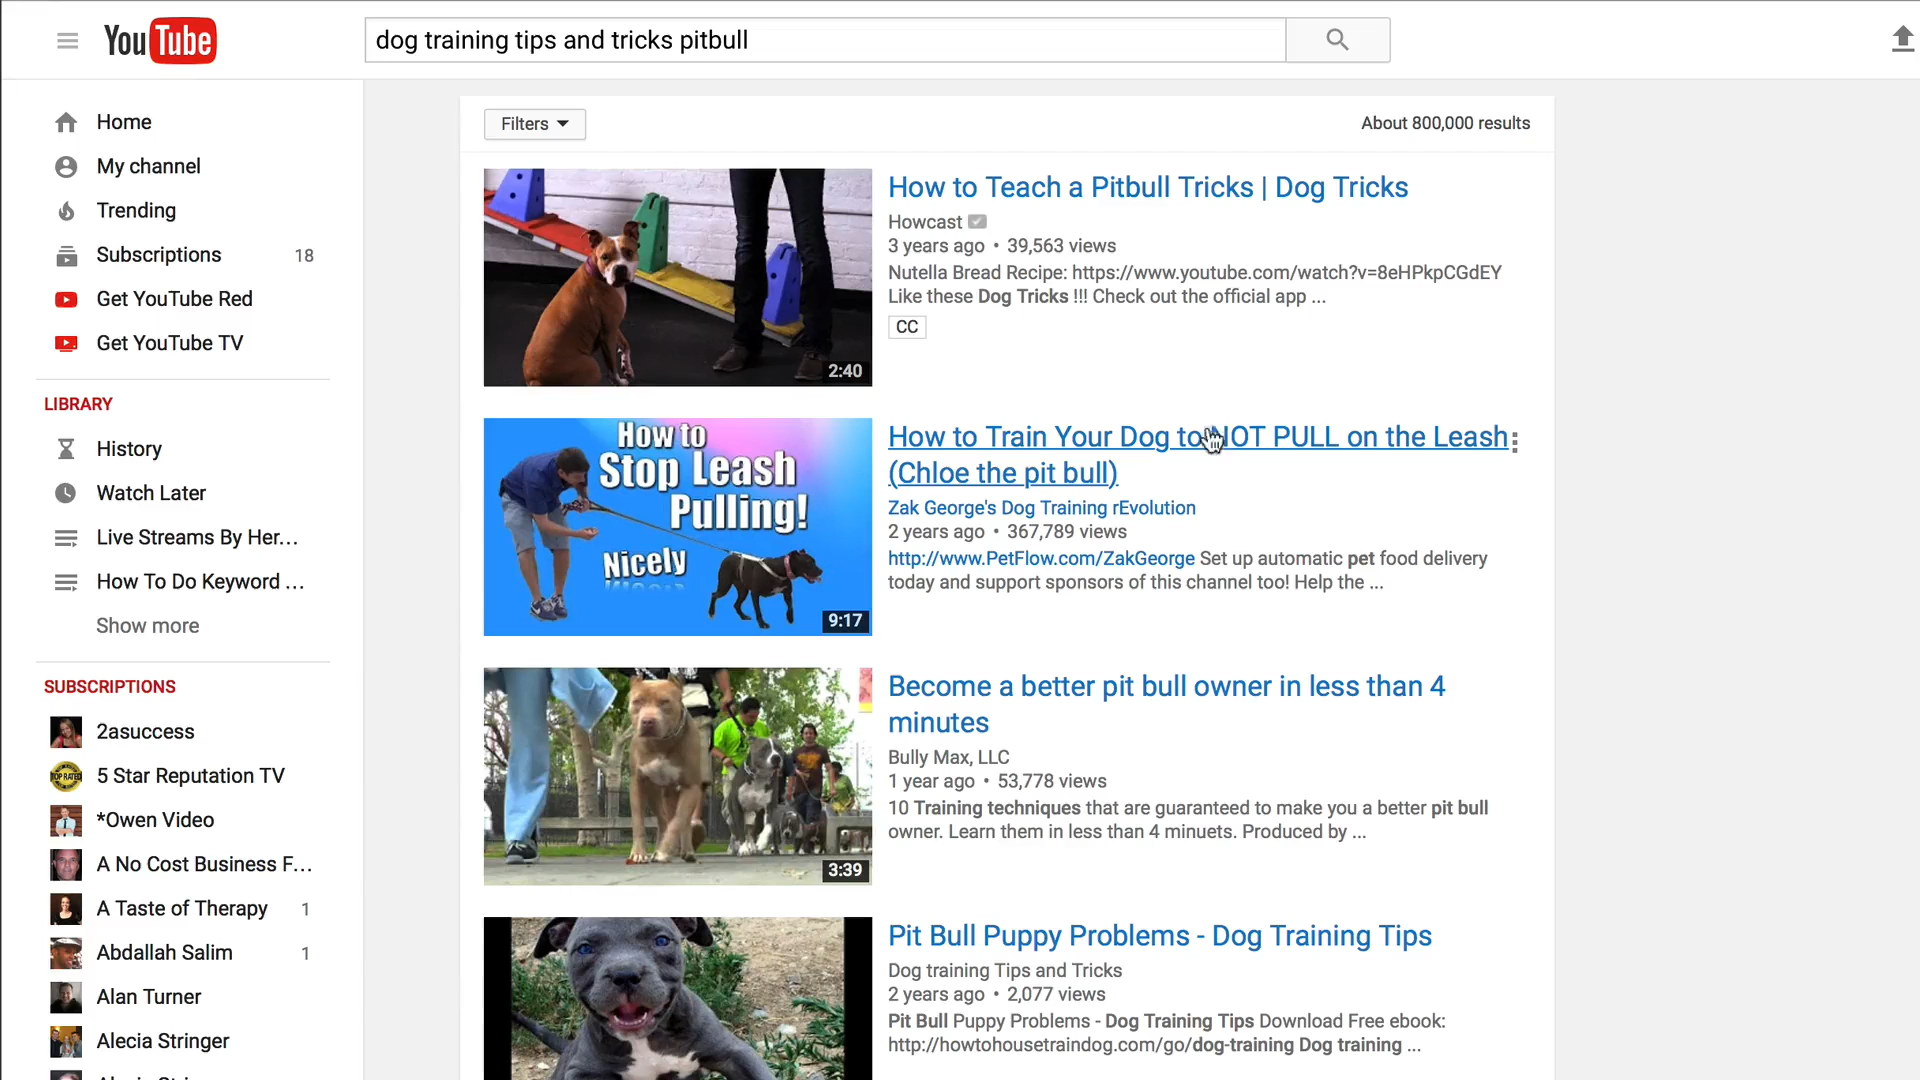 YouTube
dog training tips and tricks pitbull
Home
My channel
Trending
Subscriptions 18
Get YouTube Red
Get YouTube TV
LIBRARY
History
Watch Later
Live Streams By Her...
How To Do Keyword ...
Show more
SUBSCRIPTIONS
2asuccess
5 Star Reputation TV
*Owen Video
A No Cost Business F...
A Taste of Therapy 1
Abdallah Salim 1
Alan Turner
Alecia Stringer
Filters
About 800,000 results
2:40
How to Teach a Pitbull Tricks | Dog Tricks
Howcast
3 years ago • 39,563 views
Nutella Bread Recipe: https://www.youtube.com/watch?v=8eHPkpCGdEY
Like these Dog Tricks !!! Check out the official app ...
CC
How to
Stop Leash
Pulling!
Nicely
9:17
How to Train Your Dog to NOT PULL on the Leash
(Chloe the pit bull)
Zak George's Dog Training rEvolution
2 years ago • 367,789 views
http://www.PetFlow.com/ZakGeorge Set up automatic pet food delivery
today and support sponsors of this channel too! Help the ...
3:39
Become a better pit bull owner in less than 4
minutes
Bully Max, LLC
1 year ago • 53,778 views
10 Training techniques that are guaranteed to make you a better pit bull
owner. Learn them in less than 4 minuets. Produced by ...
Pit Bull Puppy Problems - Dog Training Tips
Dog training Tips and Tricks
2 years ago • 2,077 views
Pit Bull Puppy Problems - Dog Training Tips Download Free ebook:
http://howtohousetraindog.com/go/dog-training Dog training ...